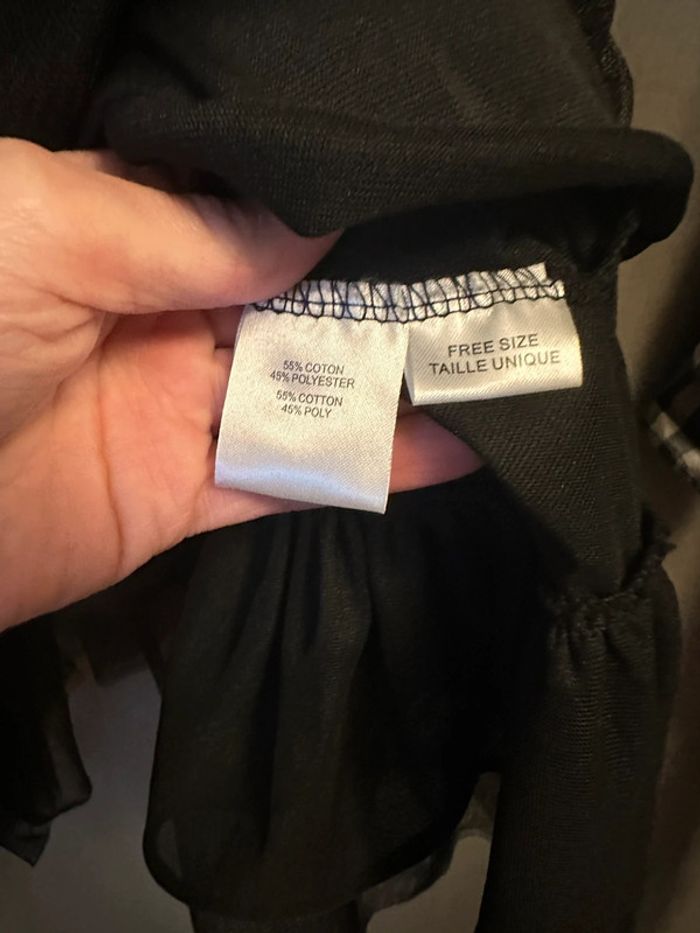 55% COTON
45% POLYESTER
55% COTTON
45% POLY
FREE SIZE
TAILLE UNIQUE